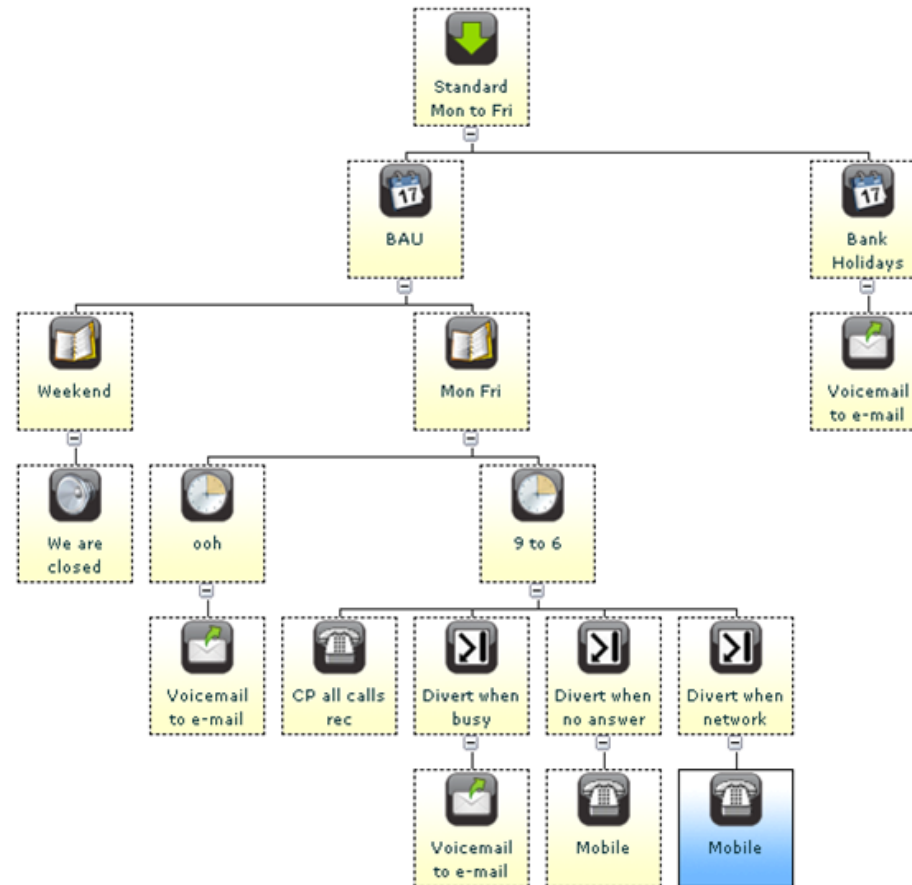 Standard
Mon to Fri
17
BAU
17
Bank
Holidays
Weekend
Mon Fri
Voicemail
to e-mail
We are
closed
ooh
9 to 6
Voicemail
to e-mail
CP all calls
rec
Divert when
busy
Divert when
no answer
Divert when
network
Voicemail
to e-mail
Mobile
Mobile